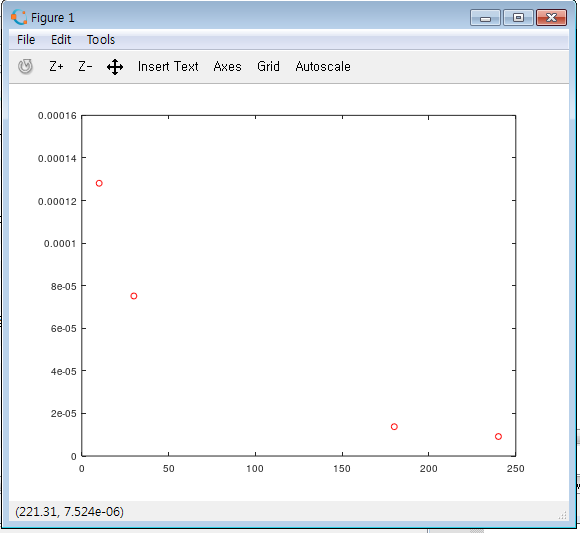 Figure 1
File Edit Tools
Z+ Z- Insert Text Axes Grid Autoscale
0.00016
0.00014
0.00012
0.0001
8e-05
6e-05
4e-05
2e-05
0
0 50 100 150 200 250
(221.31, 7.524e-06)